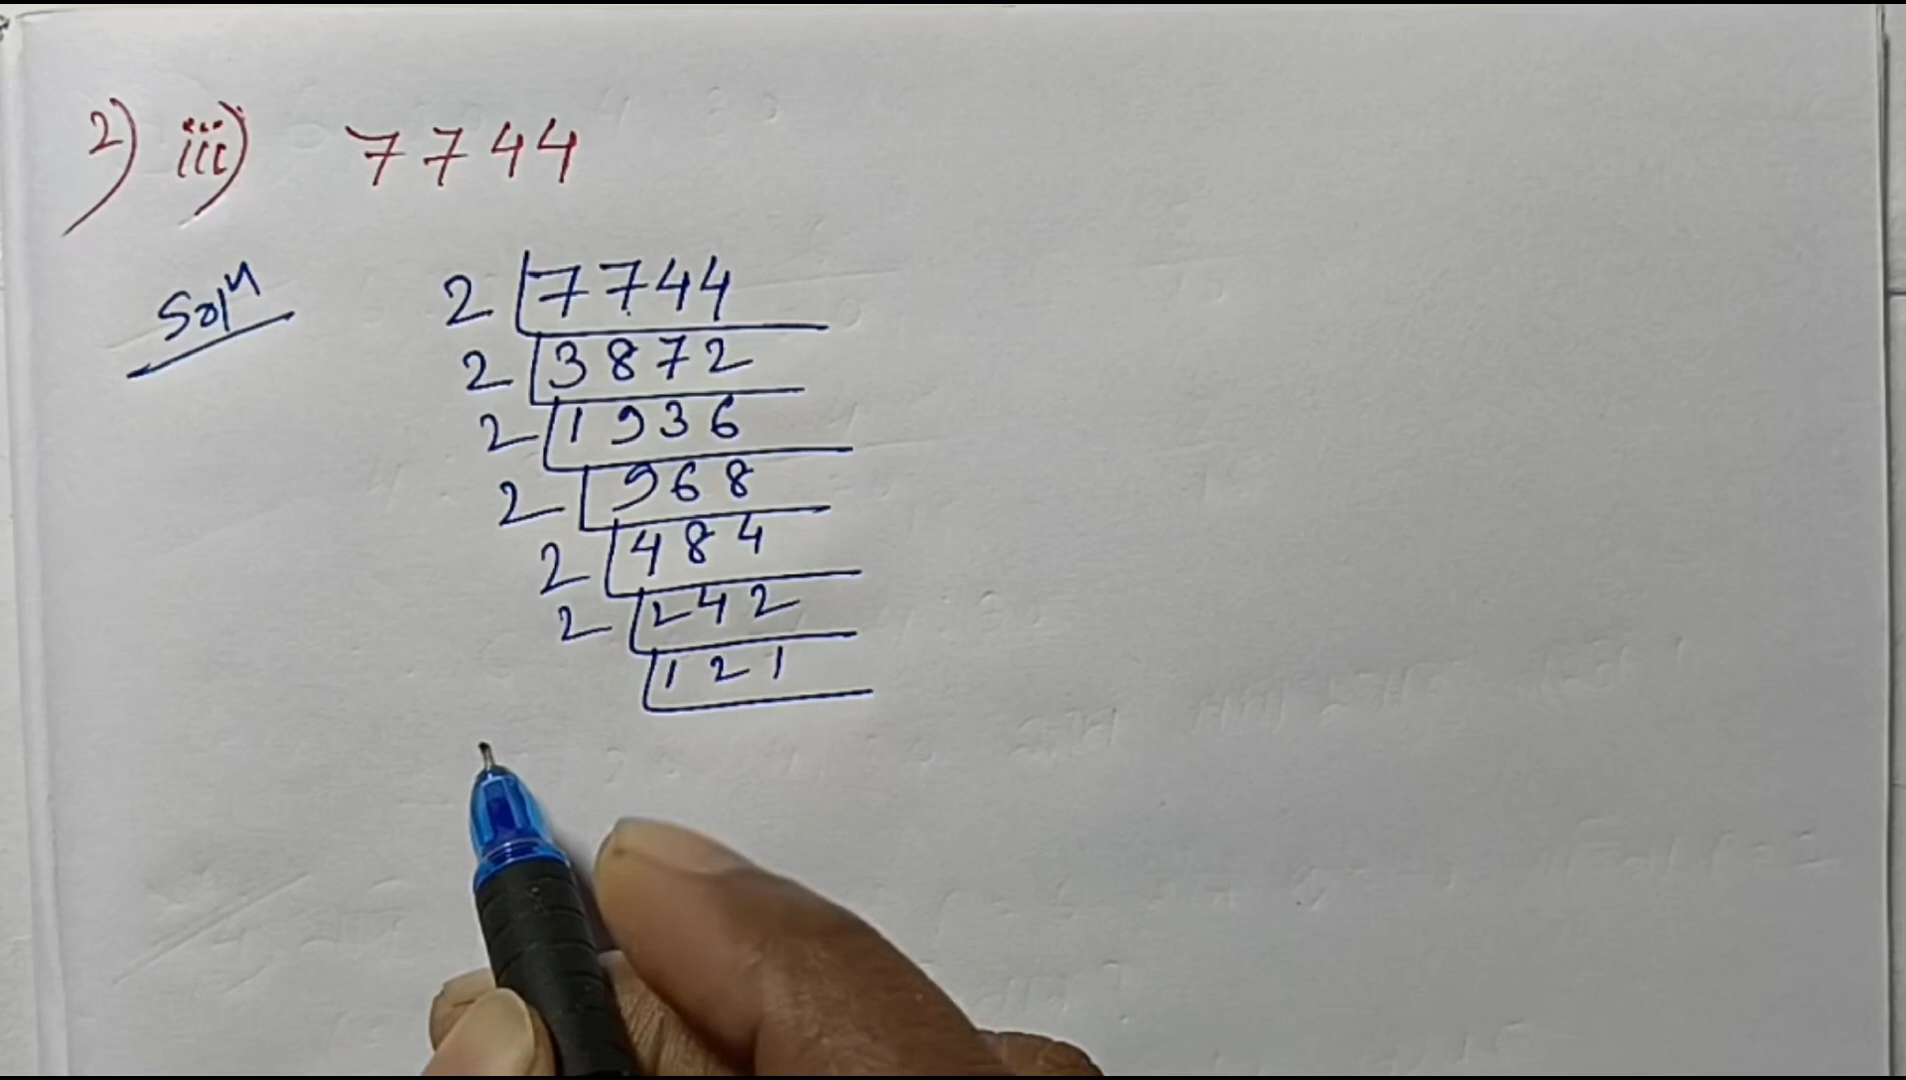 2) iii) 7744
Solⁿ
2 | 7744
2 | 3872
2 | 1936
2 | 968
2 | 484
2 | 242
| 121